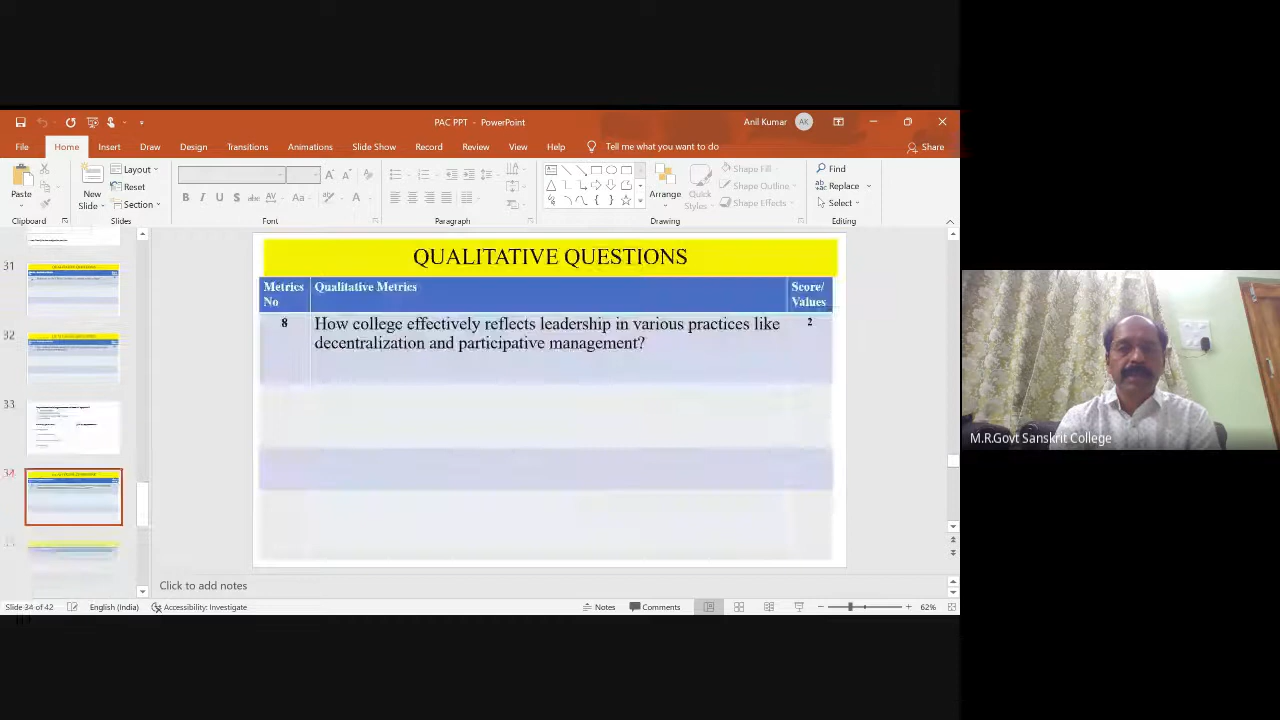 PAC PPT - PowerPoint
Anil Kumar AK
File Home Insert Draw Design Transitions Animations Slide Show Record Review View Help Tell me what you want to do Share
Paste
New Slide
Layout
Reset
Section
B I U S abc AV Aa A
Arrange
Quick Styles
Shape Fill
Shape Outline
Shape Effects
Find
Replace
Select
Clipboard Slides Font Paragraph Drawing Editing
31
32
33
34
QUALITATIVE QUESTIONS
Metrics No Qualitative Metrics Score/ Values
8 How college effectively reflects leadership in various practices like 2
decentralization and participative management?
M.R.Govt Sanskrit College
Click to add notes
Slide 34 of 42 English (India) Accessibility: Investigate Notes Comments 62%